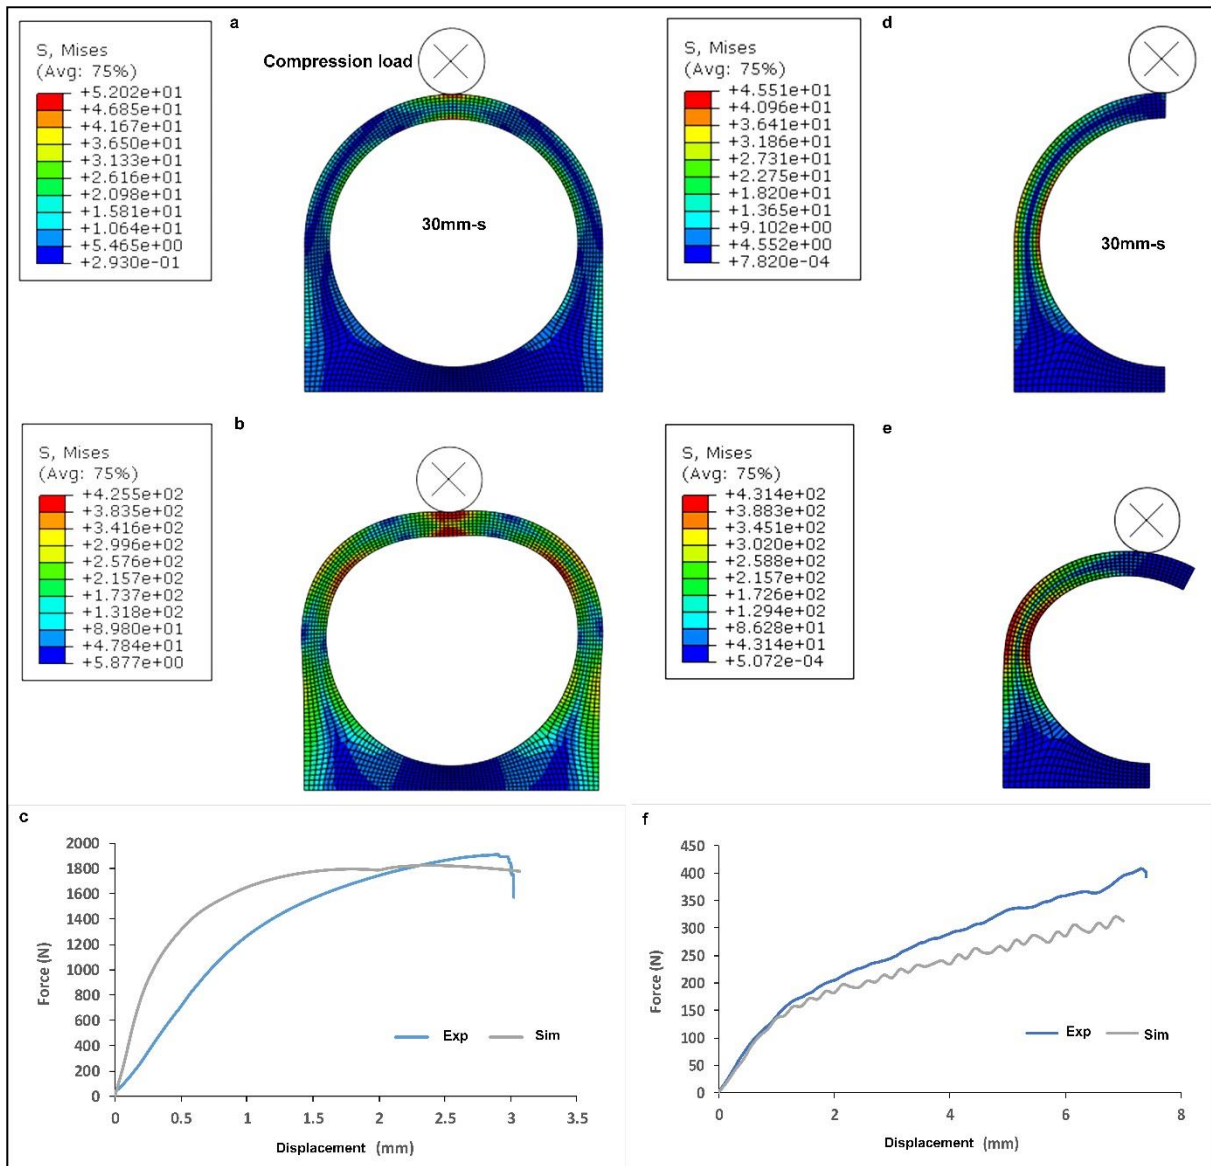 a
S, Mises
(Avg: 75%)
+5.202e+01
+4.685e+01
+4.167e+01
+3.650e+01
+3.133e+01
+2.616e+01
+2.098e+01
+1.581e+01
+1.064e+01
+5.465e+00
+2.930e-01
Compression load
30mm-s
d
S, Mises
(Avg: 75%)
+4.551e+01
+4.096e+01
+3.641e+01
+3.186e+01
+2.731e+01
+2.275e+01
+1.820e+01
+1.365e+01
+9.102e+00
+4.552e+00
+7.820e-04
30mm-s
b
S, Mises
(Avg: 75%)
+4.255e+02
+3.835e+02
+3.416e+02
+2.996e+02
+2.576e+02
+2.157e+02
+1.737e+02
+1.318e+02
+8.980e+01
+4.784e+01
+5.877e+00
e
S, Mises
(Avg: 75%)
+4.314e+02
+3.883e+02
+3.451e+02
+3.020e+02
+2.588e+02
+2.157e+02
+1.726e+02
+1.294e+02
+8.628e+01
+4.314e+01
+5.072e-04
c
2000
1800
1600
1400
1200
1000
800
600
400
200
0
Force (N)
Exp
Sim
0 0.5 1 1.5 2 2.5 3 3.5
Displacement (mm)
f
450
400
350
300
250
200
150
100
50
0
Force (N)
Exp
Sim
0 2 4 6 8
Displacement (mm)